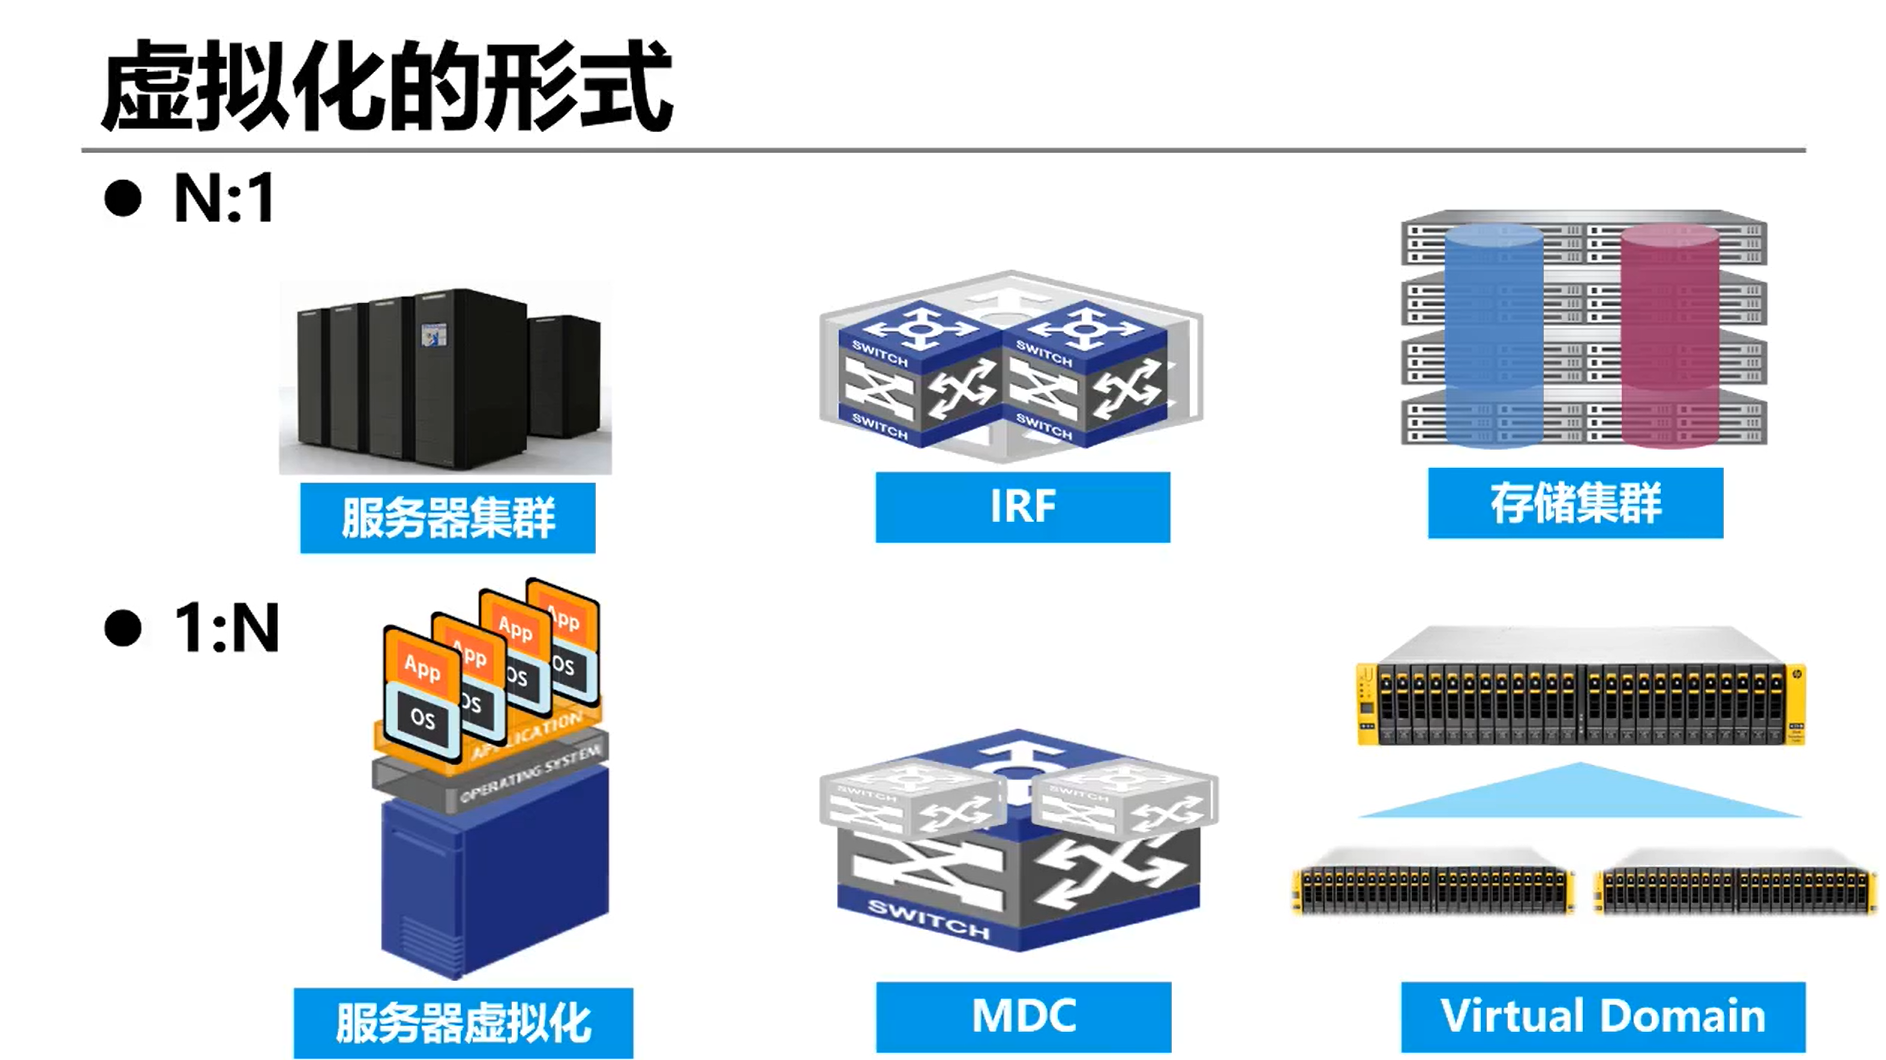 虚拟化的形式
● N:1
SWITCH
SWITCH
SWITCH
SWITCH
服务器集群
IRF
存储集群
● 1:N
App
App
App
App
OS
OS
OS
OS
APPLICATION
OPERATING SYSTEM
SWITCH
SWITCH
SWITCH
服务器虚拟化
MDC
Virtual Domain